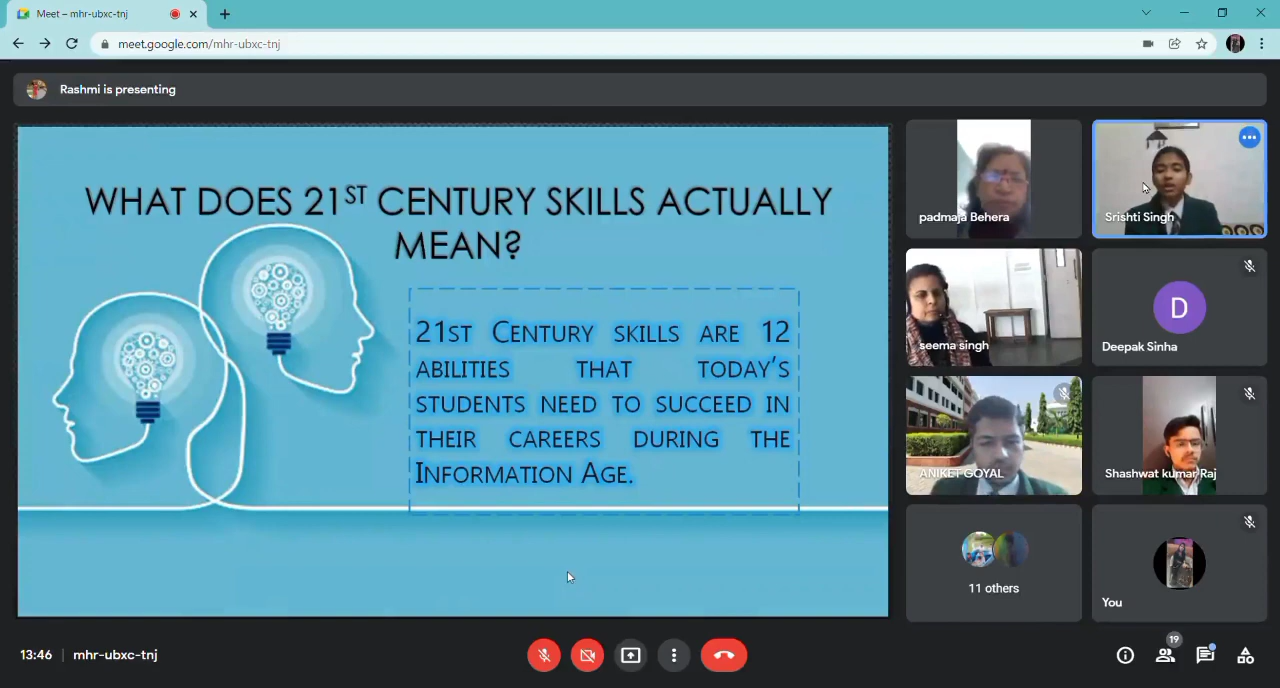 Meet – mhr-ubxc-tnj
meet.google.com/mhr-ubxc-tnj
Rashmi is presenting
WHAT DOES 21ST CENTURY SKILLS ACTUALLY
MEAN?
21ST CENTURY SKILLS ARE 12
ABILITIES THAT TODAY'S
STUDENTS NEED TO SUCCEED IN
THEIR CAREERS DURING THE
INFORMATION AGE.
padmaja Behera
Srishti Singh
seema singh
D
Deepak Sinha
ANIKET GOYAL
Shashwat kumar Raj
11 others
You
13:46 | mhr-ubxc-tnj
19